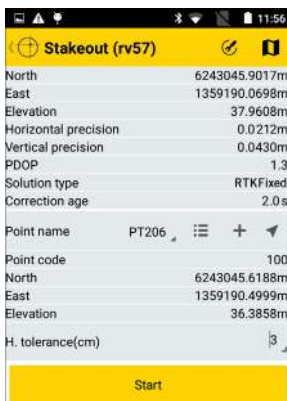 11:56
Stakeout (rv57)
North 6243045.9017m
East 1359190.0698m
Elevation 37.9608m
Horizontal precision 0.0212m
Vertical precision 0.0430m
PDOP 1.3
Solution type RTKFixed
Correction age 2.0s
Point name PT206
Point code 100
North 6243045.6188m
East 1359190.4999m
Elevation 36.3858m
H. tolerance(cm) 3
Start